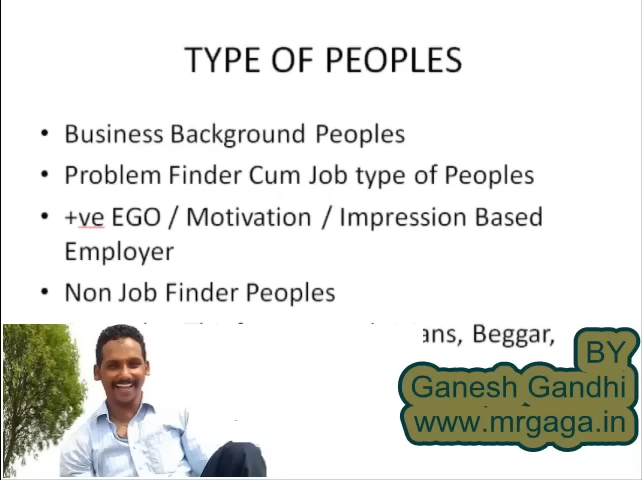 TYPE OF PEOPLES
• Business Background Peoples
• Problem Finder Cum Job type of Peoples
• +ve EGO / Motivation / Impression Based
Employer
• Non Job Finder Peoples
Beggar,
BY
Ganesh Gandhi
www.mrgaga.in